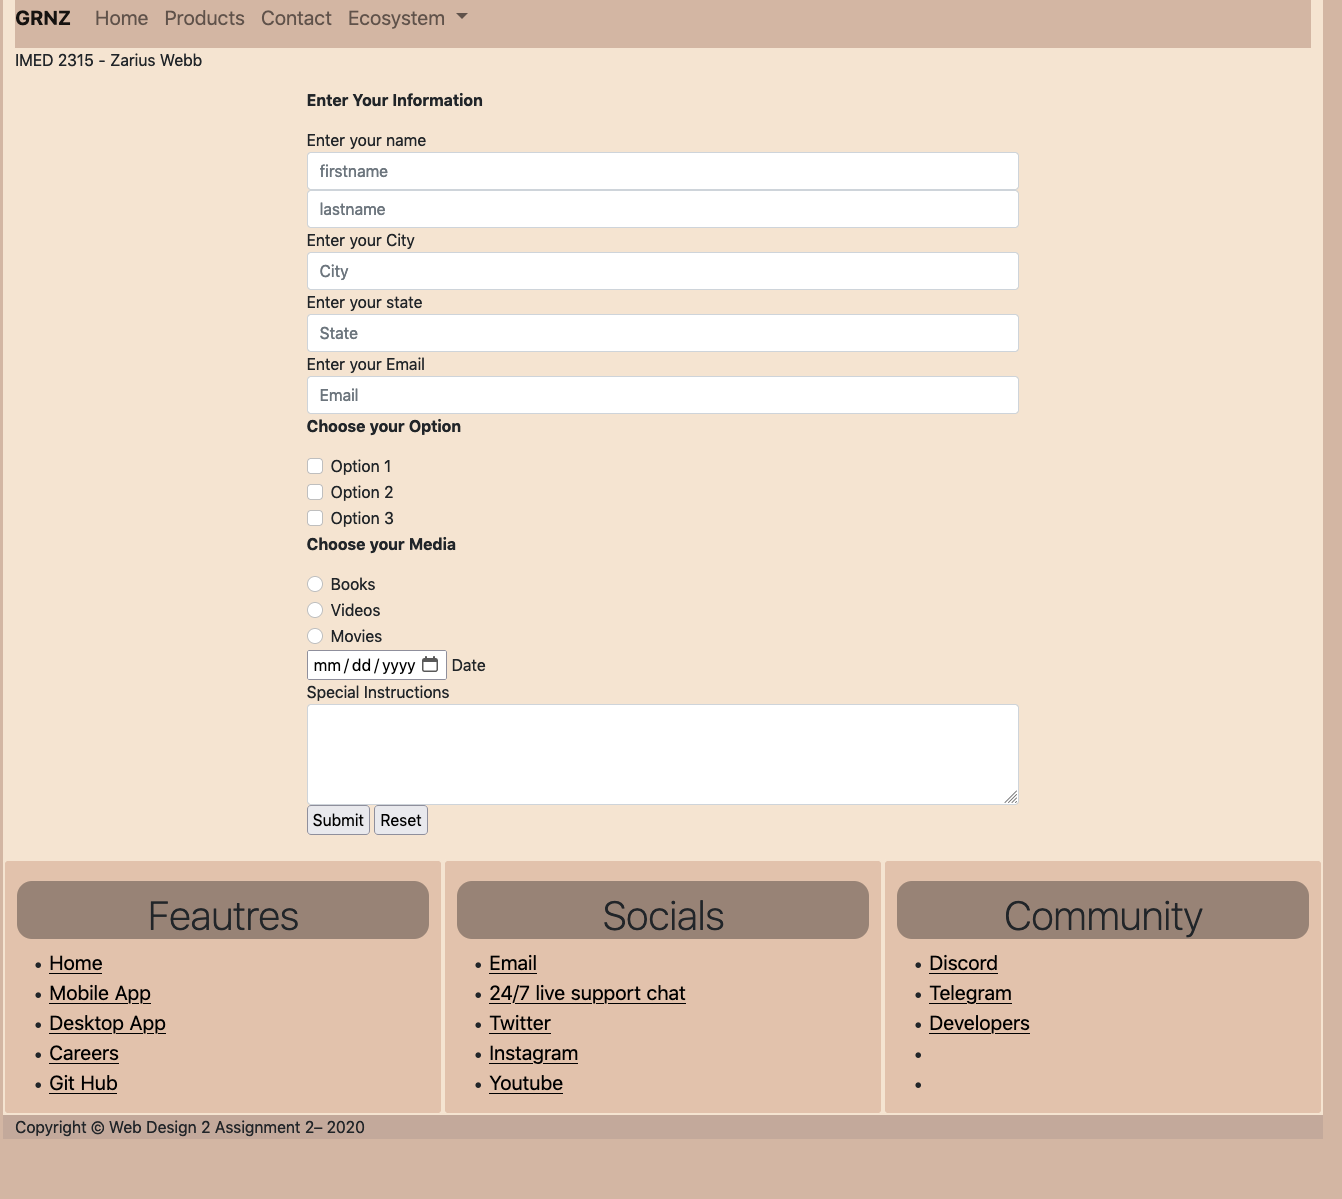 GRNZ Home Products Contact Ecosystem
IMED 2315 - Zarius Webb
Enter Your Information
Enter your name
firstname
lastname
Enter your City
City
Enter your state
State
Enter your Email
Email
Choose your Option
Option 1
Option 2
Option 3
Choose your Media
Books
Videos
Movies
mm/dd/yyyy Date
Special Instructions
Submit Reset
Feautres
• Home
• Mobile App
• Desktop App
• Careers
• Git Hub
Socials
• Email
• 24/7 live support chat
• Twitter
• Instagram
• Youtube
Community
• Discord
• Telegram
• Developers
•
•
Copyright © Web Design 2 Assignment 2– 2020